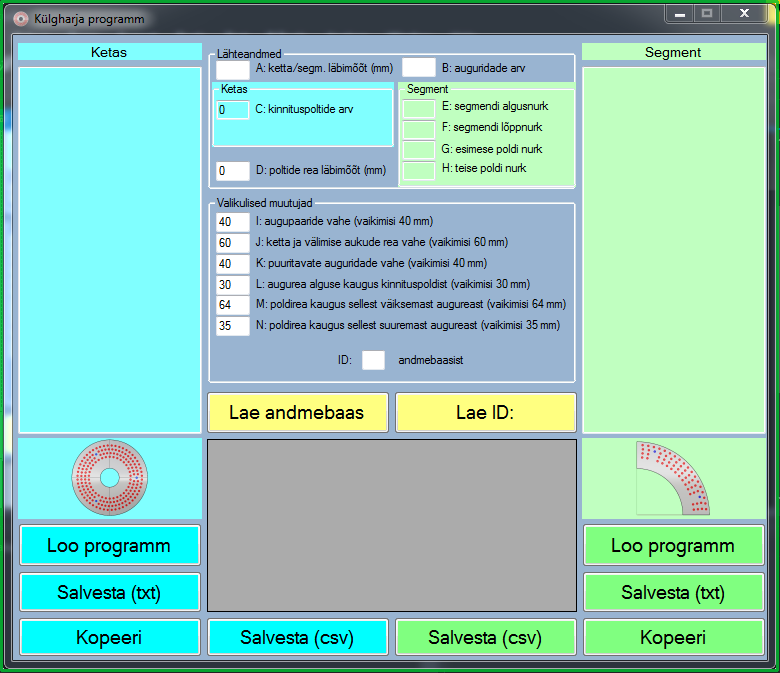 Külgharja programm
Ketas
Lähteandmed
A: ketta/segm. läbimõõt (mm)
B: auguridade arv
Ketas
0
C: kinnituspoltide arv
Segment
E: segmendi algusnurk
F: segmendi lõppnurk
G: esimese poldi nurk
H: teise poldi nurk
0
D: poltide rea läbimõõt (mm)
Segment
Valikulised muutujad
40 I: augupaaride vahe (vaikimisi 40 mm)
60 J: ketta ja välimise aukude rea vahe (vaikimisi 60 mm)
40 K: puuritavate auguridade vahe (vaikimisi 40 mm)
30 L: augurea alguse kaugus kinnituspoldist (vaikimisi 30 mm)
64 M: poldirea kaugus sellest väiksemast augureast (vaikimisi 64 mm)
35 N: poldirea kaugus sellest suuremast augureast (vaikimisi 35 mm)
ID: andmebaasist
Lae andmebaas
Lae ID:
Loo programm
Loo programm
Salvesta (txt)
Salvesta (txt)
Kopeeri
Salvesta (csv)
Salvesta (csv)
Kopeeri